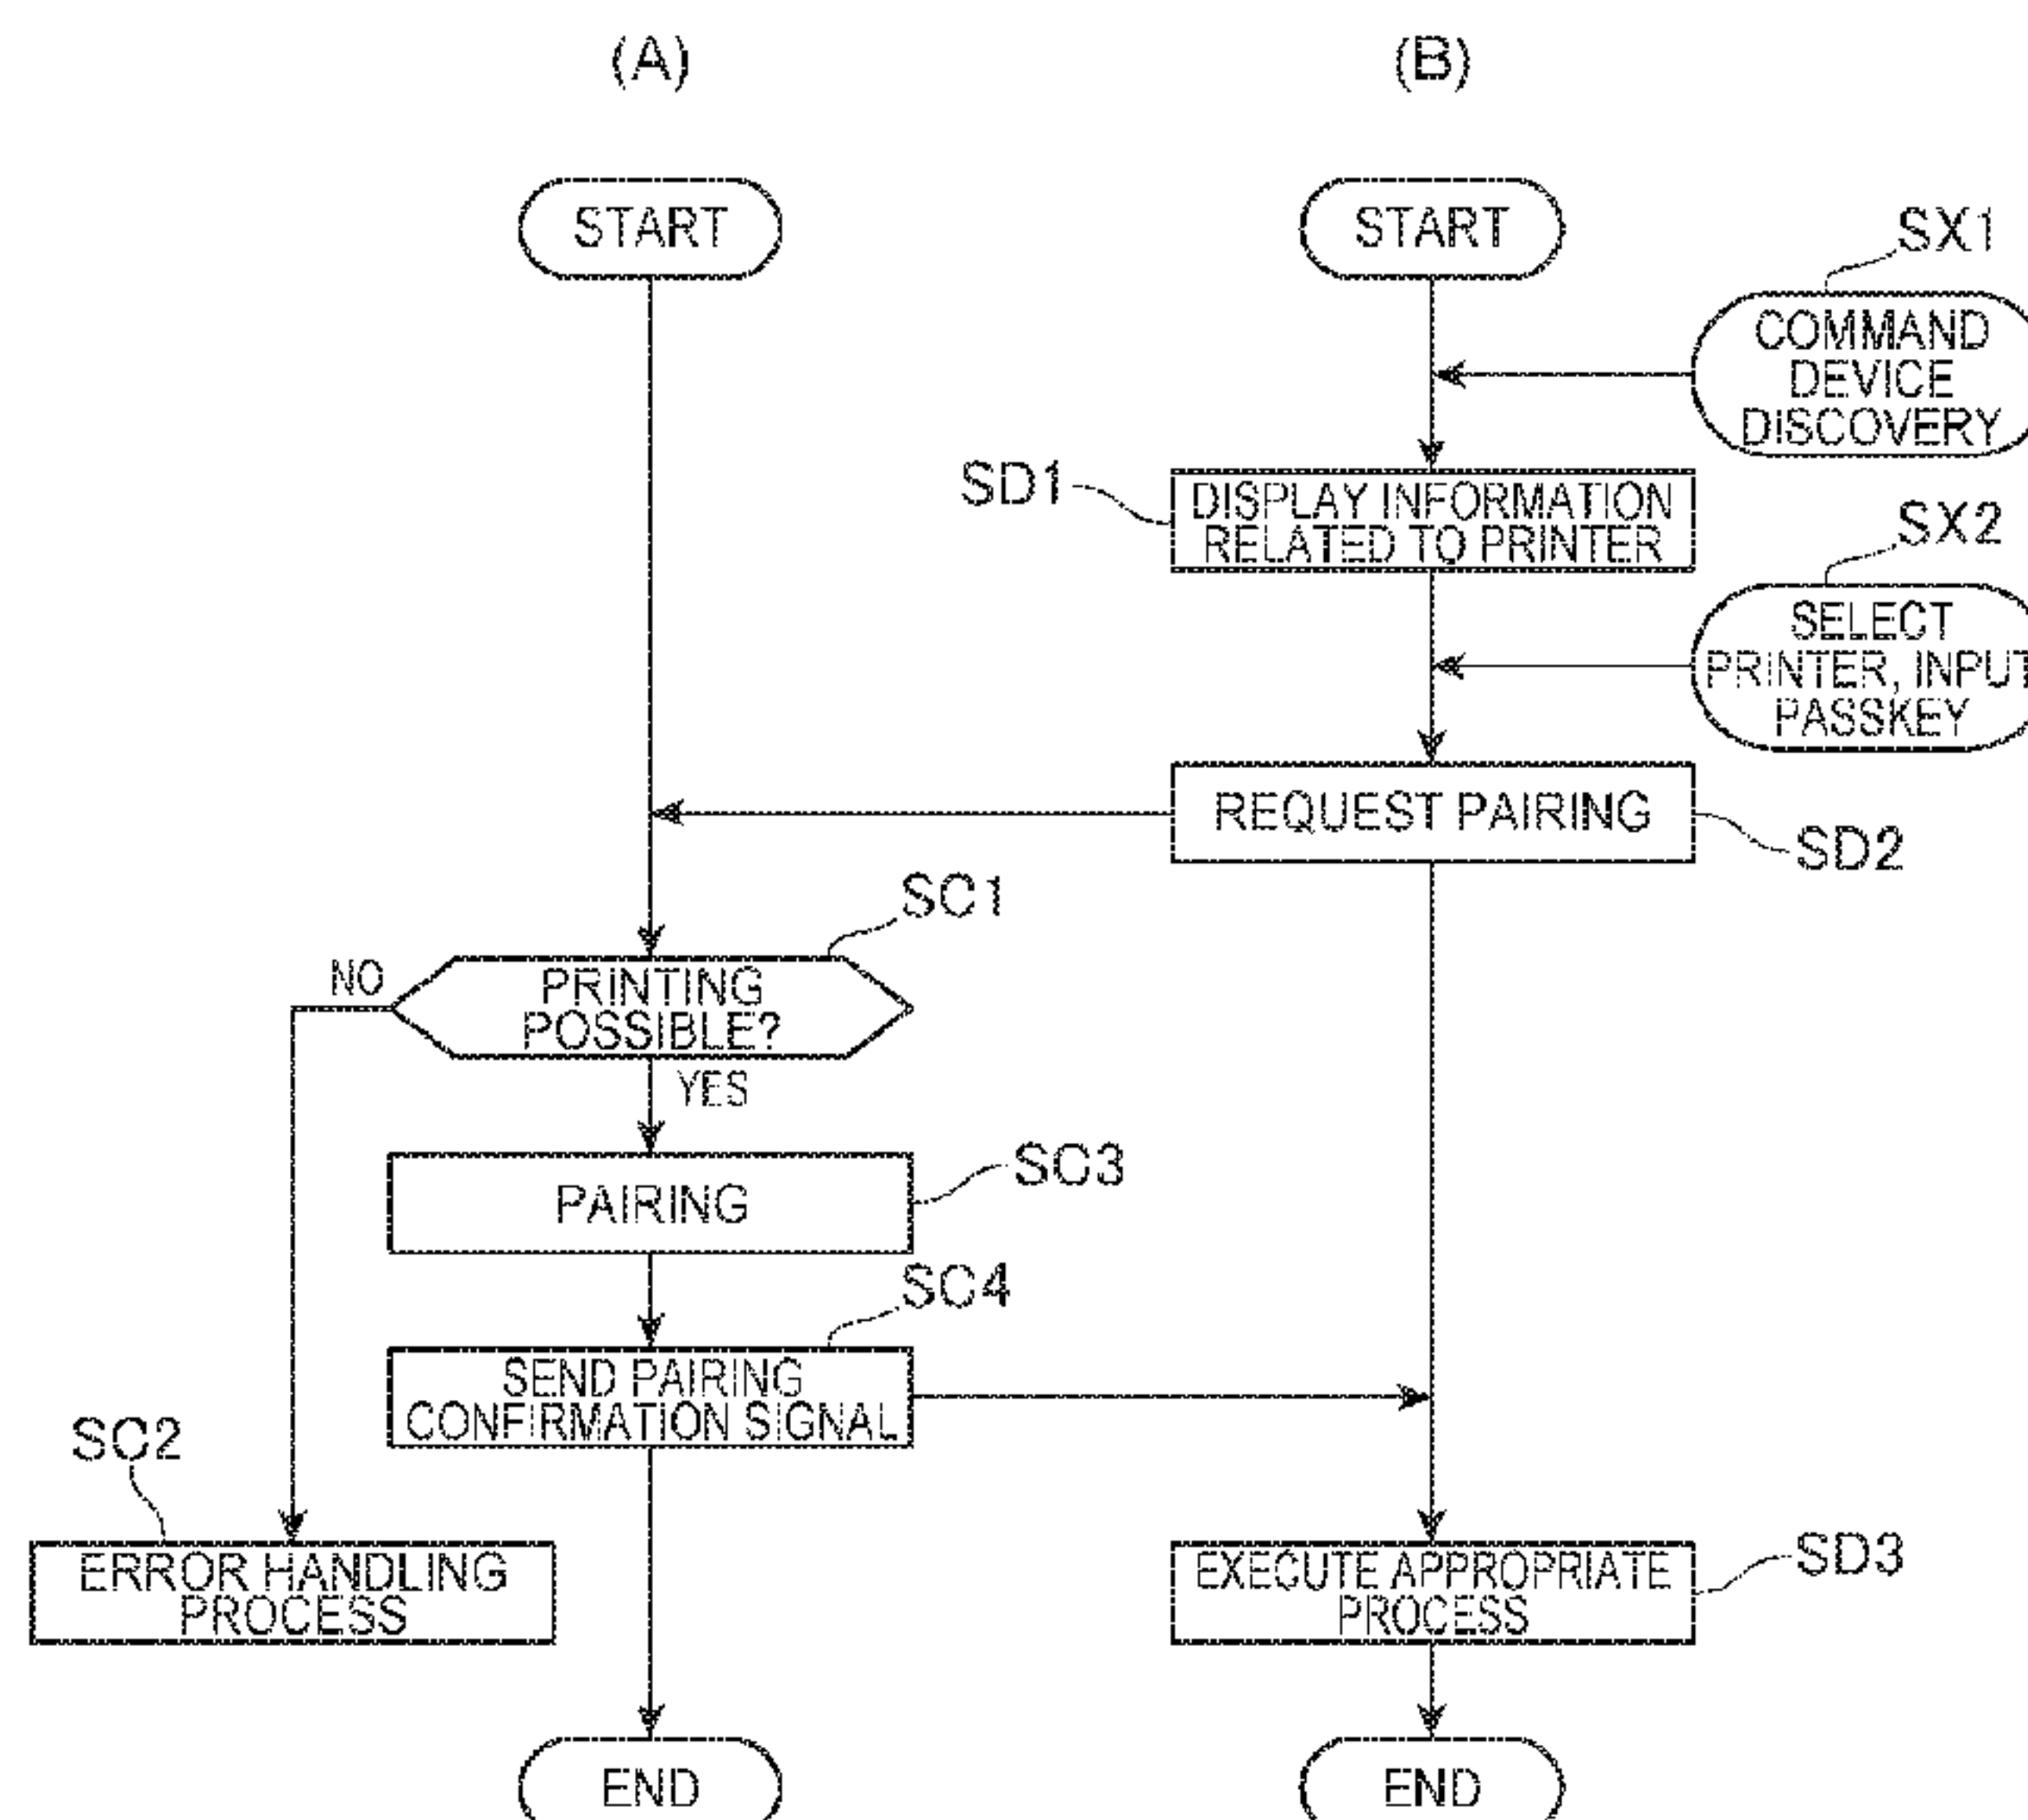 (A)
(B)
START
START
SX1
COMMAND
DEVICE
DISCOVERY
SD1
DISPLAY INFORMATION
RELATED TO PRINTER
SX2
SELECT
PRINTER, INPUT
PASSKEY
REQUEST PAIRING
SD2
SC1
NO
PRINTING
POSSIBLE?
YES
SC3
PAIRING
SC4
SEND PAIRING
CONFIRMATION SIGNAL
SC2
ERROR HANDLING
PROCESS
EXECUTE APPROPRIATE
PROCESS
SD3
END
END